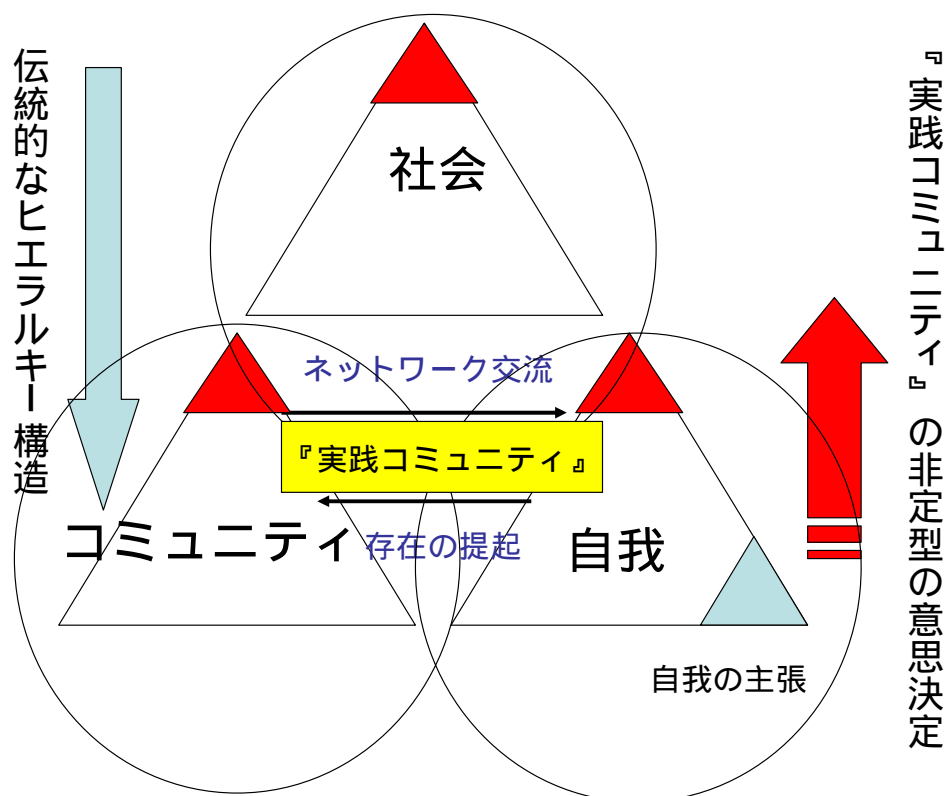 伝統的なヒエラルキー構造
社会
ネットワーク交流
『実践コミュニティ』
コミュニティ
存在の提起
自我
自我の主張
『実践コミュニティ』の非定型の意思決定